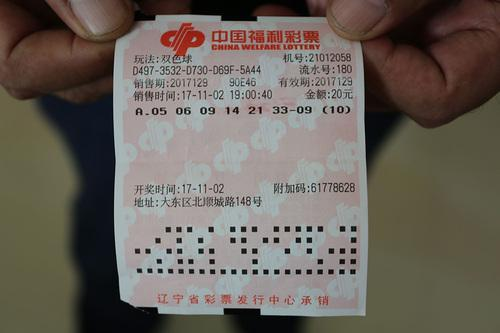 中国福利彩票
CHINA WELFARE LOTTERY
玩法:双色球 机号:21012058
D497-3532-D730-D69F-5A44 流水号:180
销售期:2017129 90E46 有效期:2017129
销售时间:17-11-02 19:00:40 金额:20元
A.05 06 09 14 21 33-09 (10)
开奖时间:17-11-02 附加码:61778628
地址:大东区北顺城路148号
辽宁省彩票发行中心承销